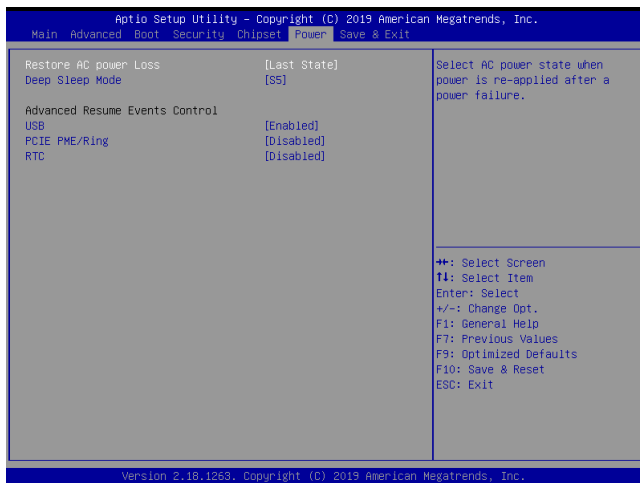 Aptio Setup Utility – Copyright (C) 2019 American Megatrends, Inc.
Main Advanced Boot Security Chipset Power Save & Exit
Restore AC power Loss [Last State]
Deep Sleep Mode [S5]
Advanced Resume Events Control
USB [Enabled]
PCIE PME/Ring [Disabled]
RTC [Disabled]
Select AC power state when
power is re-applied after a
power failure.
→←: Select Screen
↑↓: Select Item
Enter: Select
+/-: Change Opt.
F1: General Help
F7: Previous Values
F9: Optimized Defaults
F10: Save & Reset
ESC: Exit
Version 2.18.1263. Copyright (C) 2019 American Megatrends, Inc.